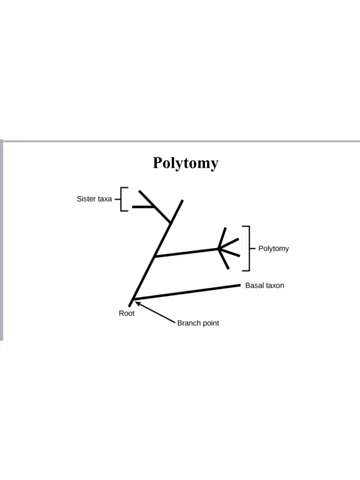 Polytomy
Sister taxa
Polytomy
Basal taxon
Root
Branch point